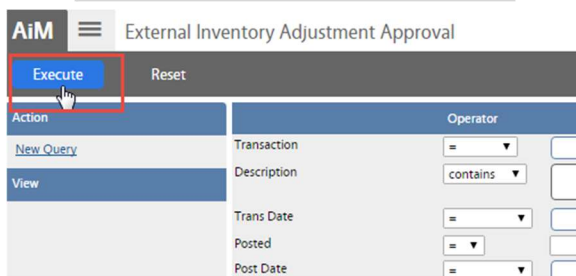 AiM External Inventory Adjustment Approval
Execute Reset
Action Operator
New Query Transaction =
View Description contains
Trans Date =
Posted =
Post Date =